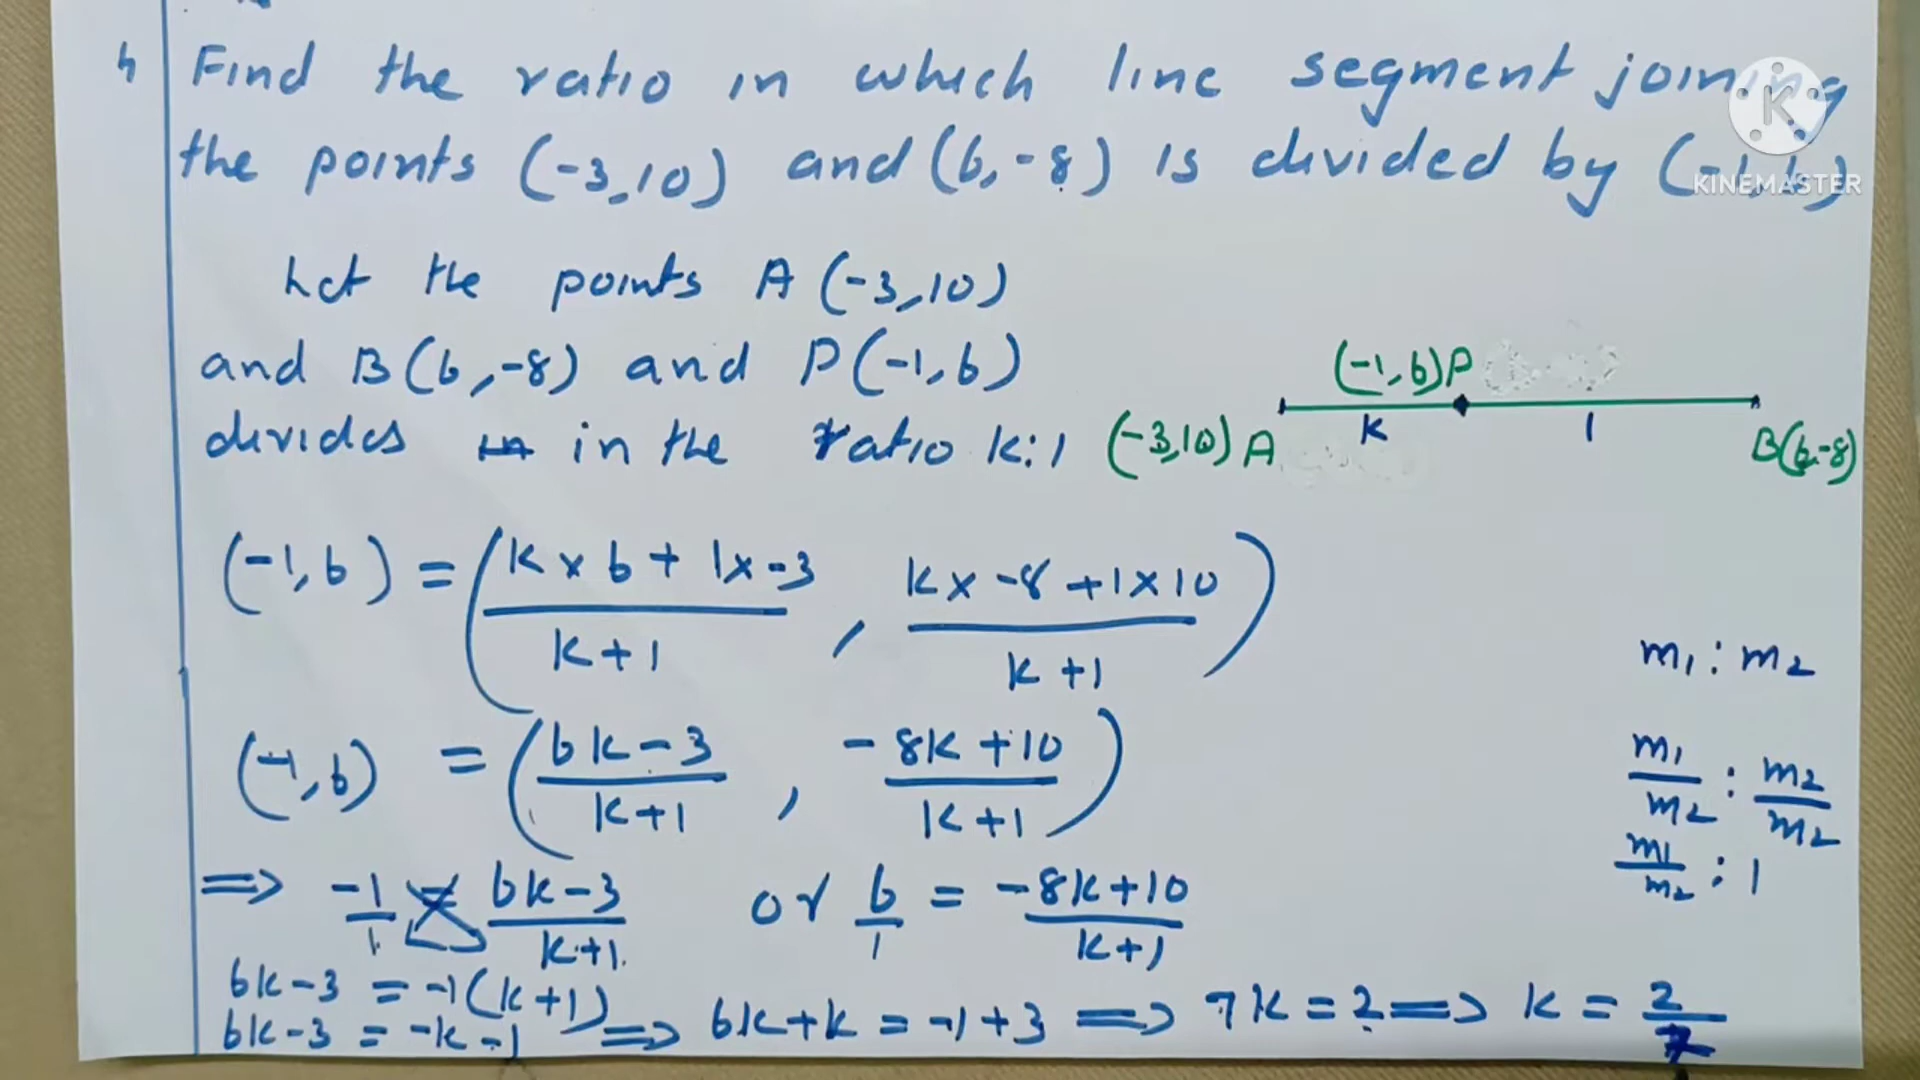 4 Find the ratio in which line segment joining
the points (-3,10) and (6,-8) is divided by (-1,6)
Let the points A (-3,10)
and B(6,-8) and P(-1,6)
divides in the ratio k:1
(-1,6)P
k 1
(-3,10) A B(6,-8)
(-1,6) = (k×6+1×-3/k+1 , k×-8+1×10/k+1)
(-1,6) = (6k-3/k+1 , -8k+10/k+1)
⇒ -1/1 = 6k-3/k+1 or 6/1 = -8k+10/k+1
6k-3 = -1(k+1)
6k-3 = -k-1 ⇒ 6k+k = -1+3 ⇒ 7k=2 ⇒ k = 2/7
m₁ : m₂
m₁/m₂ : m₂/m₂
m₁/m₂ : 1
K
KINEMASTER